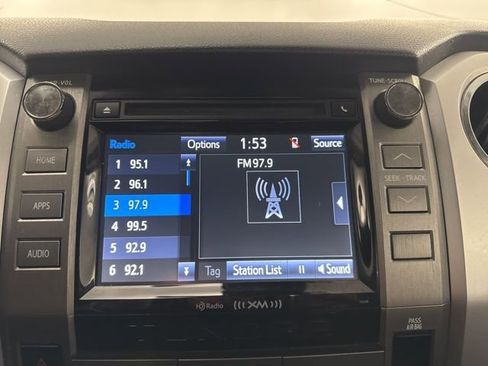 PWR•VOL
TUNE•SCROLL
Radio Options 1:53 Source
1 95.1
2 96.1
3 97.9
4 99.5
5 92.9
6 92.1
FM 97.9
Tag Station List II Sound
HOME
APPS
AUDIO
SEEK • TRACK
HD Radio ((( XM )))
PASS
AIR BAG